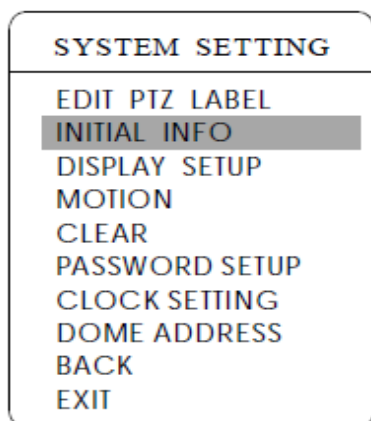 SYSTEM SETTING
EDIT PTZ LABEL
INITIAL INFO
DISPLAY SETUP
MOTION
CLEAR
PASSWORD SETUP
CLOCK SETTING
DOME ADDRESS
BACK
EXIT